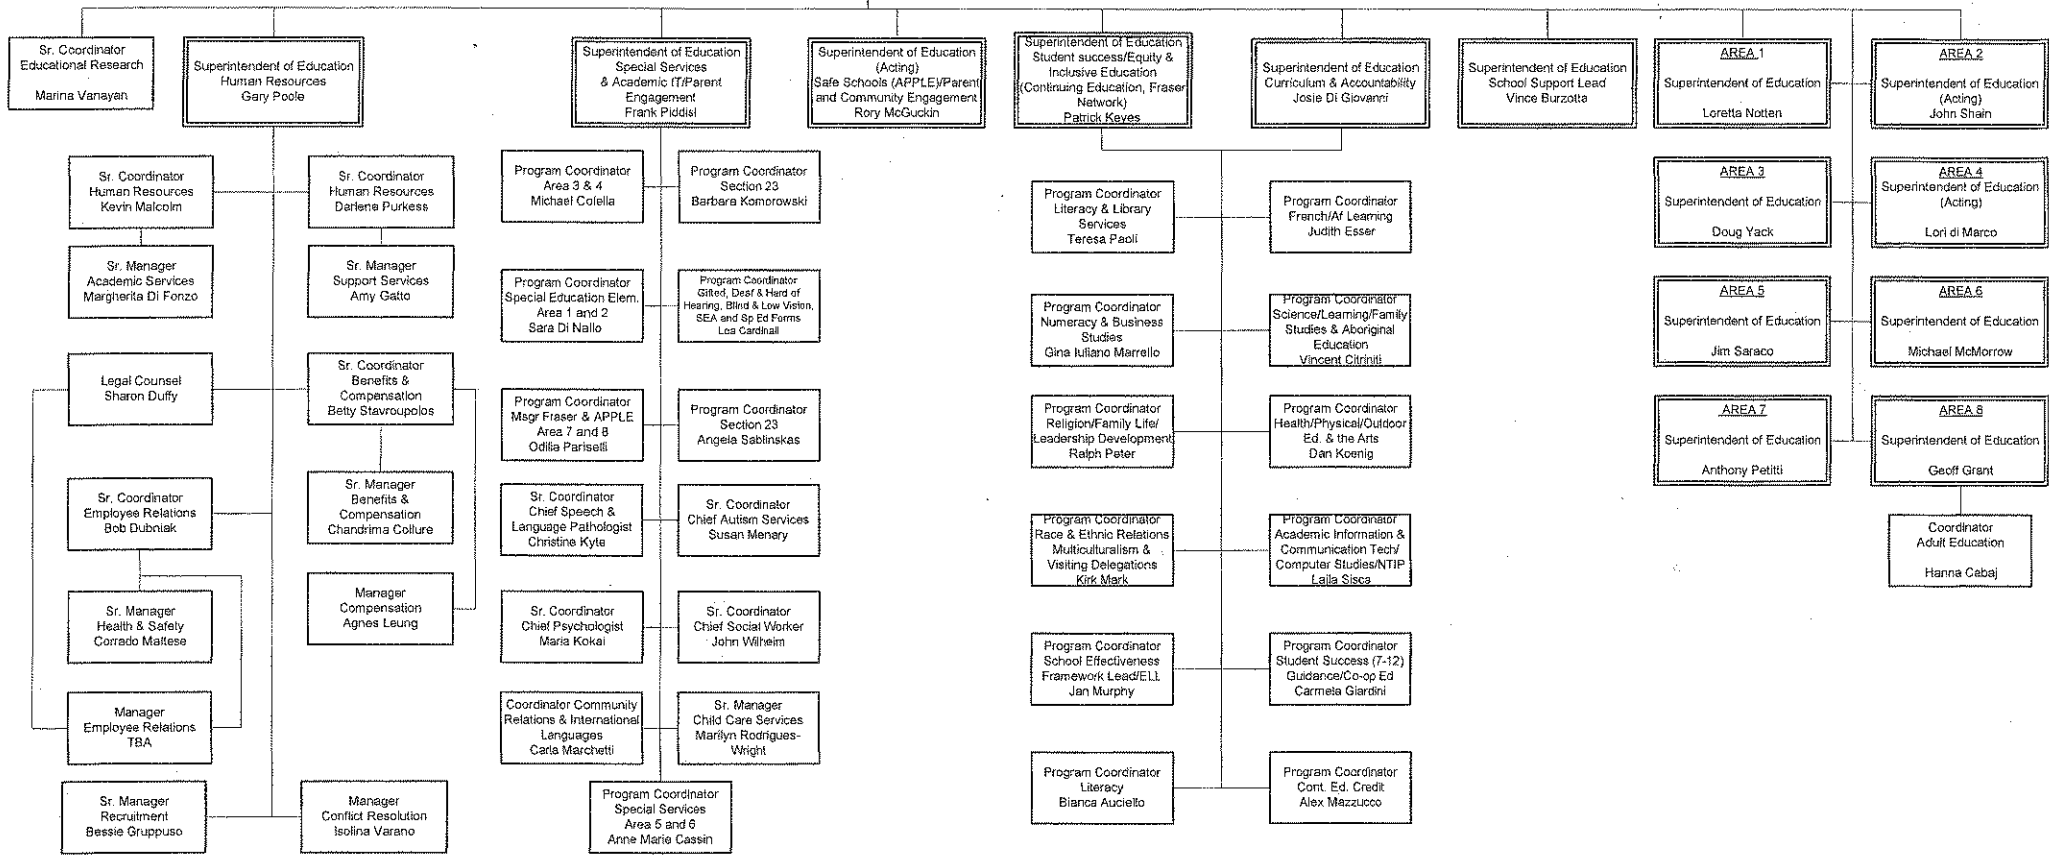 Sr. Coordinator
Educational Research
Marina Vanayan
Superintendent of Education
Human Resources
Gary Poole
Superintendent of Education
Special Services
& Academic IT/Parent
Engagement
Frank Piddisi
Superintendent of Education
(Acting)
Safe Schools (APPLE)/Parent
and Community Engagement
Rory McGuckin
Superintendent of Education
Student success/Equity &
Inclusive Education
(Continuing Education, Fraser
Network)
Patrick Keyes
Superintendent of Education
Curriculum & Accountability
Josie Di Giovanni
Superintendent of Education
School Support Lead
Vince Burzotta
AREA 1
Superintendent of Education
Loretta Notten
AREA 2
Superintendent of Education
(Acting)
John Shain
Sr. Coordinator
Human Resources
Kevin Malcolm
Sr. Coordinator
Human Resources
Darlene Purkess
Sr. Manager
Academic Services
Margherita Di Fonzo
Sr. Manager
Support Services
Amy Gatto
Legal Counsel
Sharon Duffy
Sr. Coordinator
Benefits &
Compensation
Betty Stavroupolos
Sr. Coordinator
Employee Relations
Bob Dubniak
Sr. Manager
Benefits &
Compensation
Chandrima Collure
Sr. Manager
Health & Safety
Corrado Maltese
Manager
Compensation
Agnes Leung
Manager
Employee Relations
TBA
Sr. Manager
Recruitment
Bessie Gruppuso
Manager
Conflict Resolution
Isolina Varano
Program Coordinator
Area 3 & 4
Michael Colella
Program Coordinator
Section 23
Barbara Komorowski
Program Coordinator
Special Education Elem.
Area 1 and 2
Sara Di Nallo
Program Coordinator
Gifted, Deaf & Hard of
Hearing, Blind & Low Vision,
SEA and Sp Ed Forms
Lea Cardinali
Program Coordinator
Msgr Fraser & APPLE
Area 7 and 8
Odilia Pariselli
Program Coordinator
Section 23
Angela Sablinskas
Sr. Coordinator
Chief Speech &
Language Pathologist
Christine Kyte
Sr. Coordinator
Chief Autism Services
Susan Menary
Sr. Coordinator
Chief Psychologist
Maria Kokai
Sr. Coordinator
Chief Social Worker
John Wilhelm
Coordinator Community
Relations & International
Languages
Carla Marchetti
Sr. Manager
Child Care Services
Marilyn Rodrigues-
Wright
Program Coordinator
Special Services
Area 5 and 6
Anne Marie Cassin
Program Coordinator
Literacy & Library
Services
Teresa Paoli
Program Coordinator
French/Af Learning
Judith Esser
Program Coordinator
Numeracy & Business
Studies
Gina Iuliano Marrello
Program Coordinator
Science/Learning/Family
Studies & Aboriginal
Education
Vincent Citriniti
Program Coordinator
Religion/Family Life/
Leadership Development
Ralph Peter
Program Coordinator
Health/Physical/Outdoor
Ed. & the Arts
Dan Koenig
Program Coordinator
Race & Ethnic Relations
Multiculturalism &
Visiting Delegations
Kirk Mark
Program Coordinator
Academic Information &
Communication Tech/
Computer Studies/NTIP
Laila Sisca
Program Coordinator
School Effectiveness
Framework Lead/ELL
Jan Murphy
Program Coordinator
Student Success (7-12)
Guidance/Co-op Ed
Carmela Giardini
Program Coordinator
Literacy
Bianca Auciello
Program Coordinator
Cont. Ed. Credit
Alex Mazzucco
AREA 3
Superintendent of Education
Doug Yack
AREA 4
Superintendent of Education
(Acting)
Lori di Marco
AREA 5
Superintendent of Education
Jim Saraco
AREA 6
Superintendent of Education
Michael McMorrow
AREA 7
Superintendent of Education
Anthony Petitti
AREA 8
Superintendent of Education
Geoff Grant
Coordinator
Adult Education
Hanna Cabaj